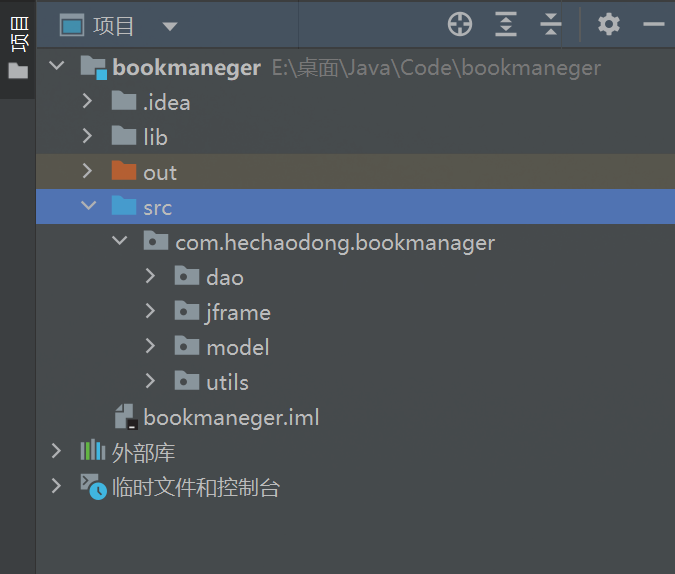 项目
项目
bookmaneger E:\桌面\Java\Code\bookmaneger
.idea
lib
out
src
com.hechaodong.bookmanager
dao
jframe
model
utils
bookmaneger.iml
外部库
临时文件和控制台